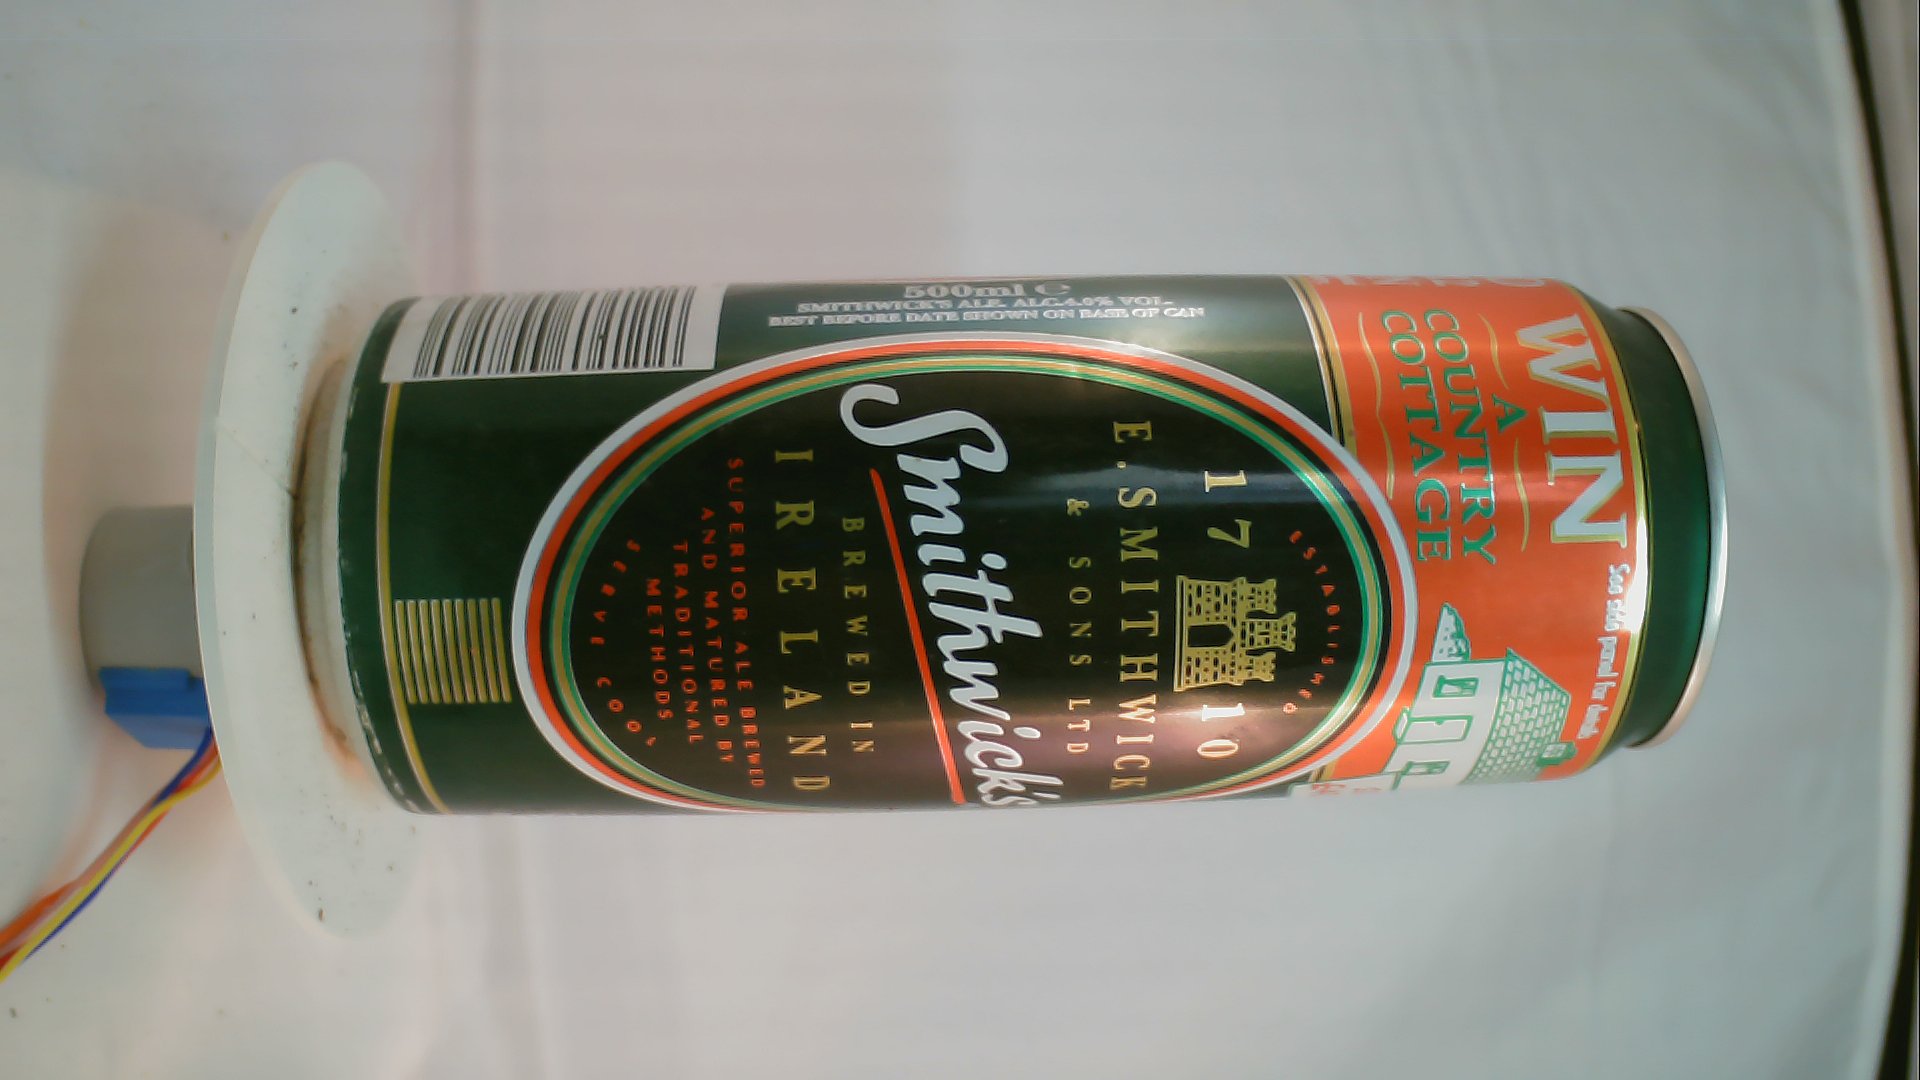 WIN
A
COUNTRY
COTTAGE
See side panel for details
ESTABLISHED
1710
E. SMITHWICK
& SONS LTD
Smithwick's
BREWED IN
IRELAND
SUPERIOR ALE BREWED
AND MATURED BY
TRADITIONAL
METHODS
SERVE COOL
500ml e
SMITHWICK'S ALE. ALC.4.0% VOL.
BEST BEFORE DATE SHOWN ON BASE OF CAN